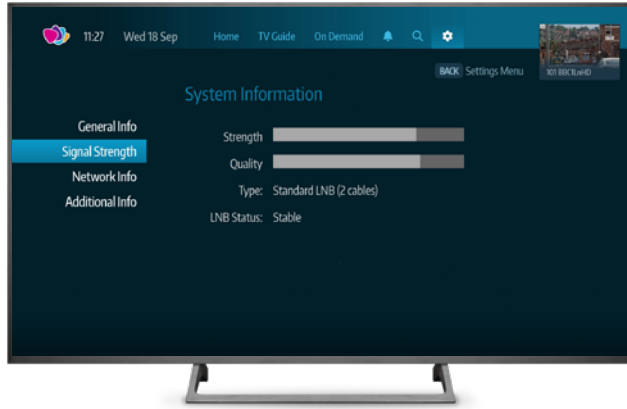 11:27 Wed 18 Sep Home TV Guide On Demand
BACK Settings Menu
101 BBC1LnHD
System Information
General Info
Signal Strength
Network Info
Additional Info
Strength
Quality
Type: Standard LNB (2 cables)
LNB Status: Stable